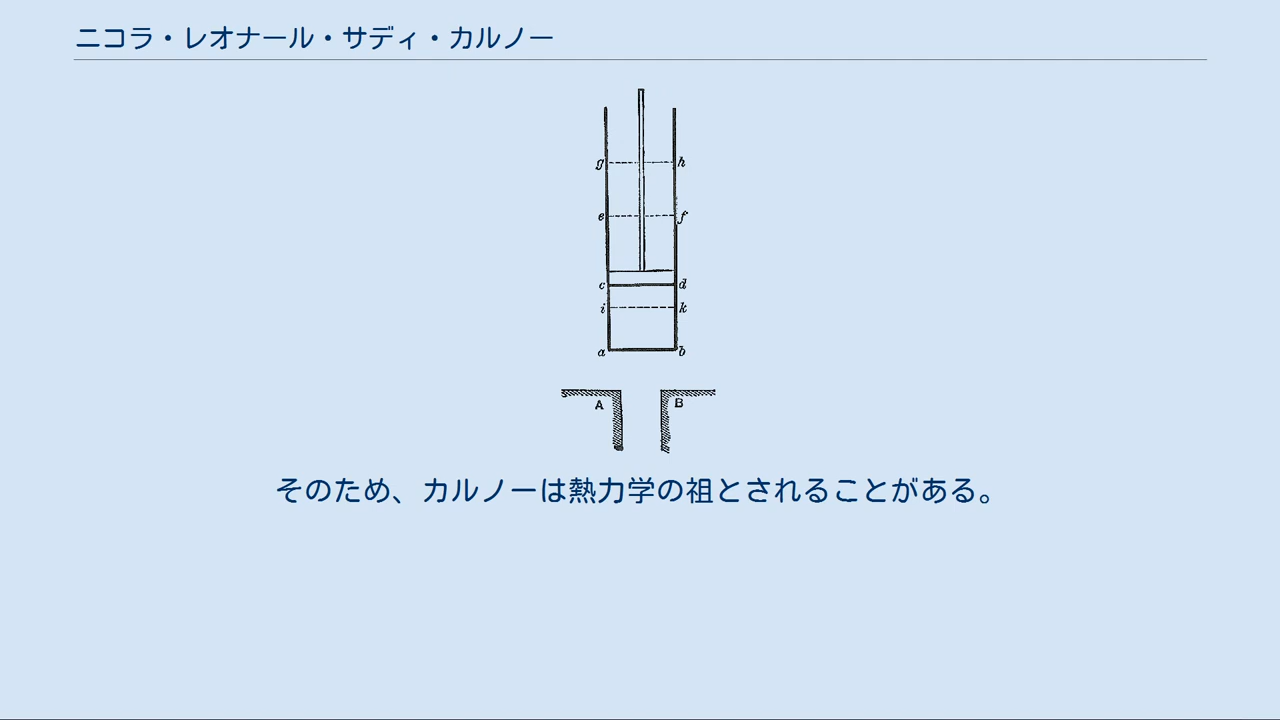 ニコラ・レオナール・サディ・カルノー
g h
e f
c d
i k
a b
A B
そのため、カルノーは熱力学の祖とされることがある。